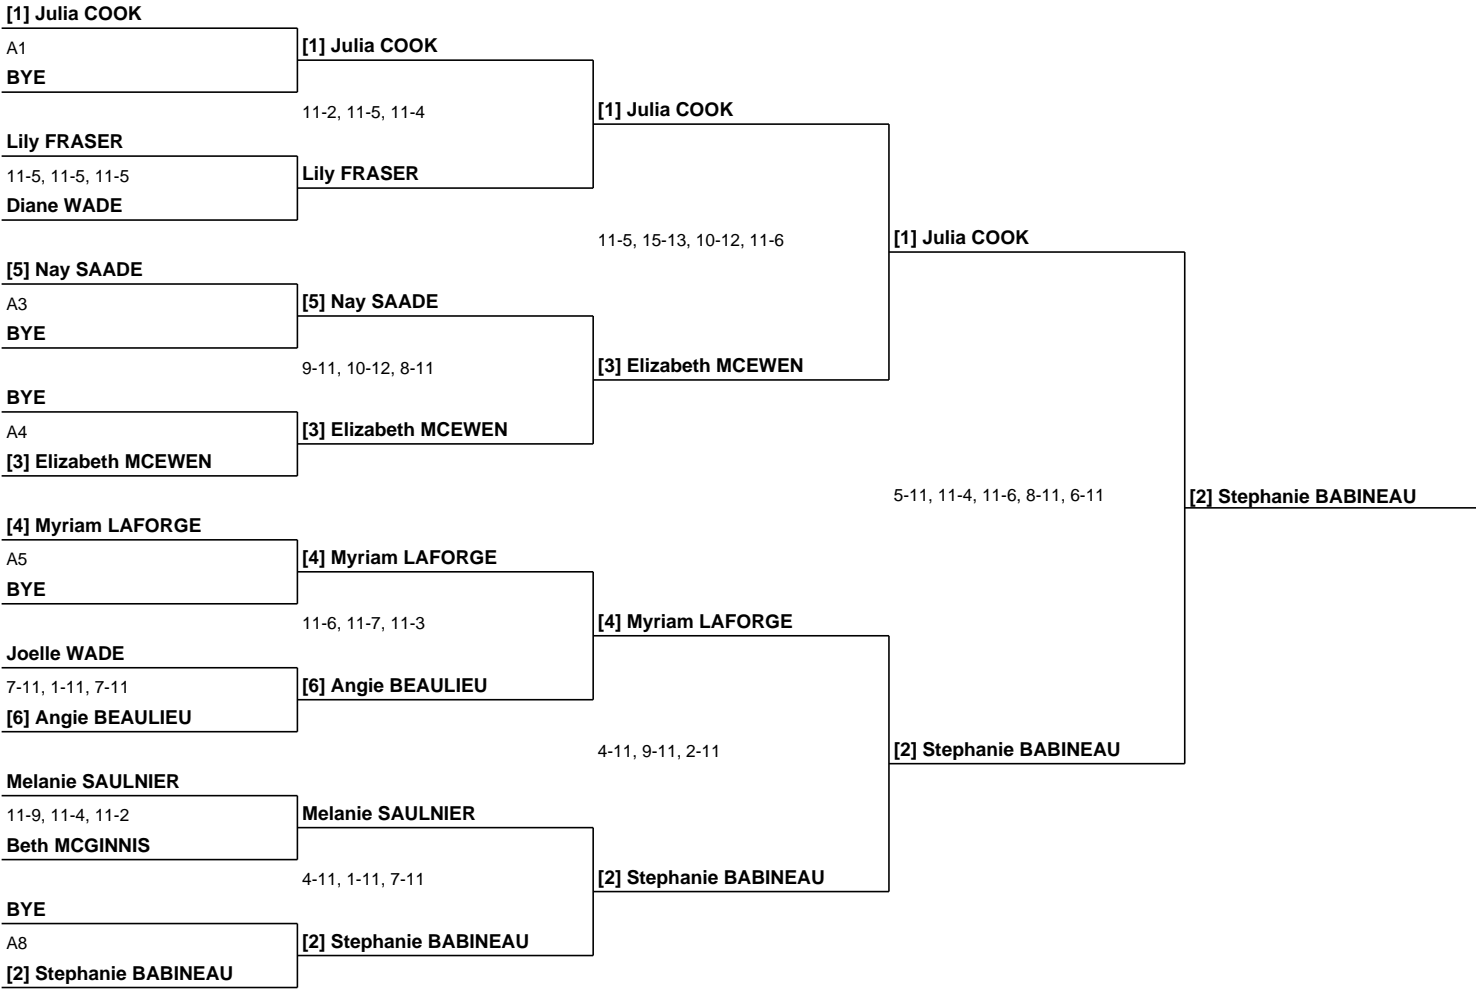 [1] Julia COOK
A1
BYE
Lily FRASER
11-5, 11-5, 11-5
Diane WADE
[5] Nay SAADE
A3
BYE
BYE
A4
[3] Elizabeth MCEWEN
[4] Myriam LAFORGE
A5
BYE
Joelle WADE
7-11, 1-11, 7-11
[6] Angie BEAULIEU
Melanie SAULNIER
11-9, 11-4, 11-2
Beth MCGINNIS
BYE
A8
[2] Stephanie BABINEAU
[1] Julia COOK
11-2, 11-5, 11-4
Lily FRASER
[5] Nay SAADE
9-11, 10-12, 8-11
[3] Elizabeth MCEWEN
[4] Myriam LAFORGE
11-6, 11-7, 11-3
[6] Angie BEAULIEU
Melanie SAULNIER
4-11, 1-11, 7-11
[2] Stephanie BABINEAU
[1] Julia COOK
11-5, 15-13, 10-12, 11-6
[3] Elizabeth MCEWEN
[4] Myriam LAFORGE
4-11, 9-11, 2-11
[2] Stephanie BABINEAU
[1] Julia COOK
5-11, 11-4, 11-6, 8-11, 6-11
[2] Stephanie BABINEAU
[2] Stephanie BABINEAU